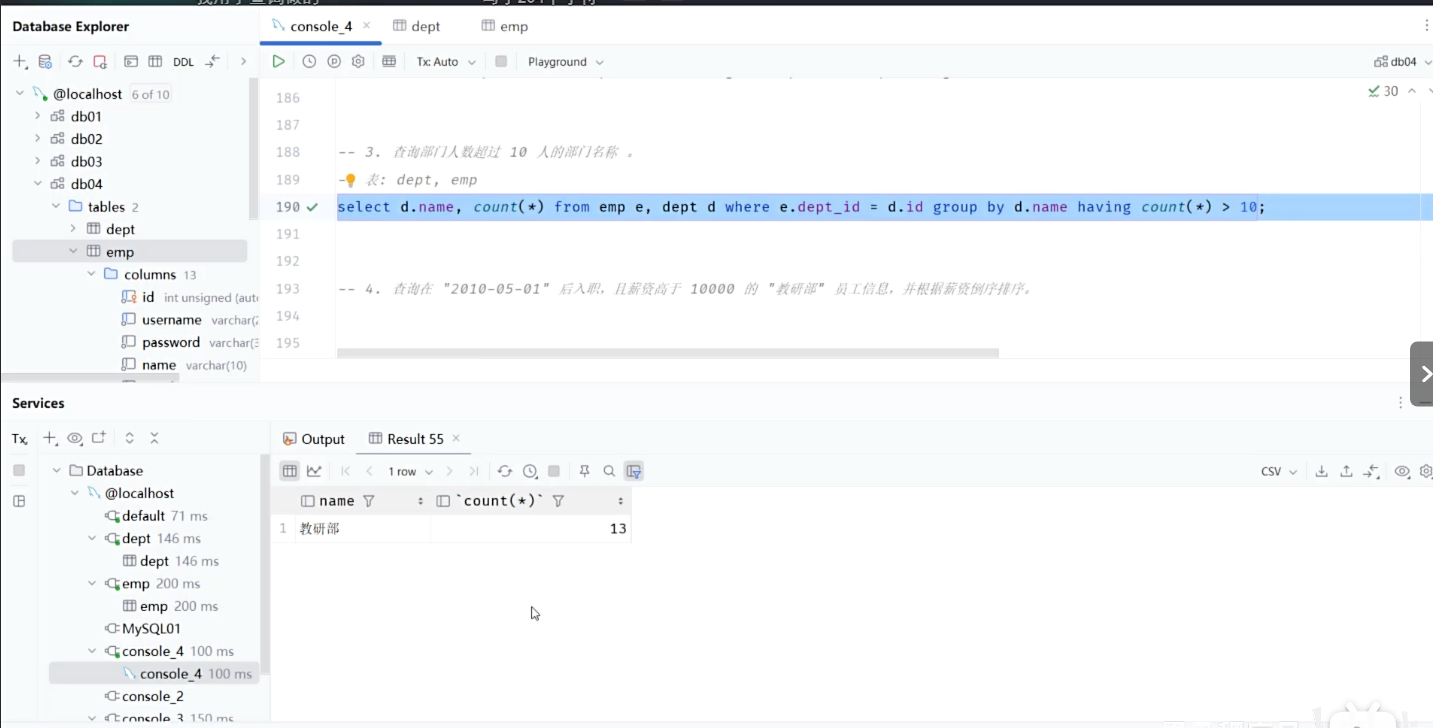 Database Explorer
console_4
dept
emp
DDL
Tx: Auto
Playground
db04
@localhost 6 of 10
db01
db02
db03
db04
tables 2
dept
emp
columns 13
id int unsigned (auto
username varchar(2
password varchar(3
name varchar(10)
30
186
187
188 -- 3. 查询部门人数超过 10 人的部门名称 。
189 - 表: dept, emp
190 select d.name, count(*) from emp e, dept d where e.dept_id = d.id group by d.name having count(*) > 10;
191
192
193 -- 4. 查询在 "2010-05-01" 后入职，且薪资高于 10000 的 "教研部" 员工信息，并根据薪资倒序排序。
194
195
Services
Tx
Database
@localhost
default 71 ms
dept 146 ms
dept 146 ms
emp 200 ms
emp 200 ms
MySQL01
console_4 100 ms
console_4 100 ms
console_2
console_3 150 ms
Output
Result 55
1 row
CSV
name
`count(*)`
1 教研部 13